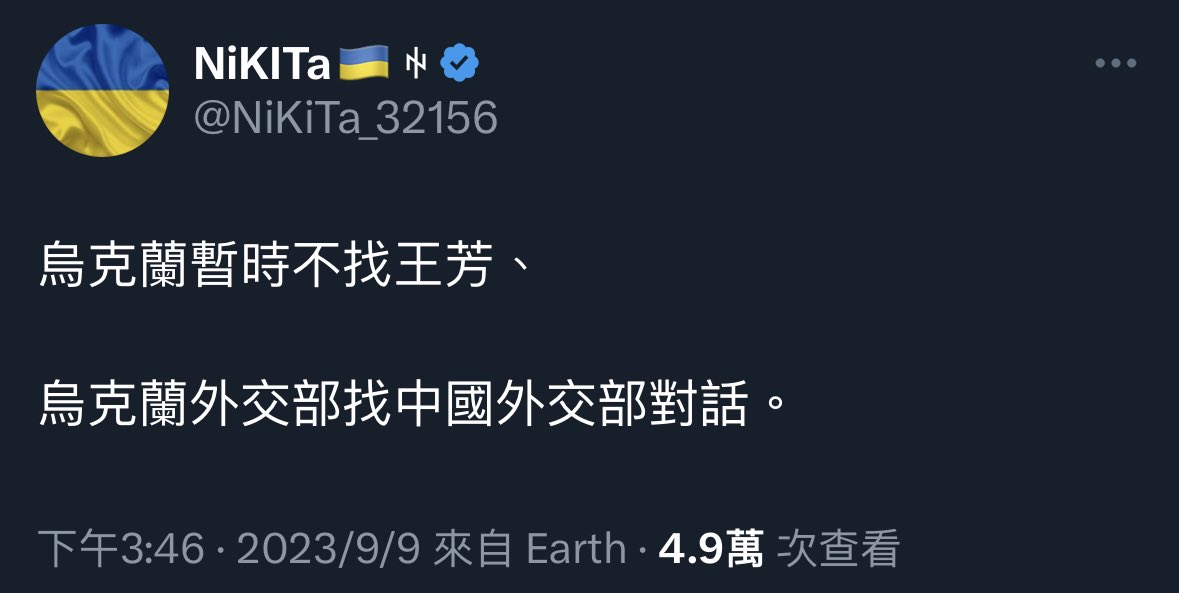 NiKITa🇺🇦
@NiKiTa_32156
烏克蘭暫時不找王芳、
烏克蘭外交部找中國外交部對話。
下午3:46 · 2023/9/9 來自 Earth · 4.9萬 次查看